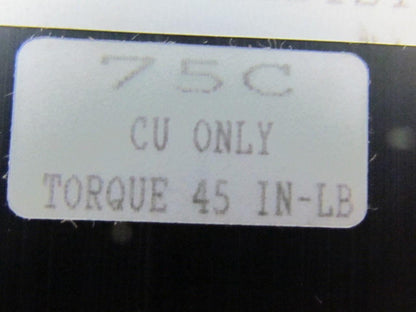 75C
CU ONLY
TORQUE 45 IN-LB